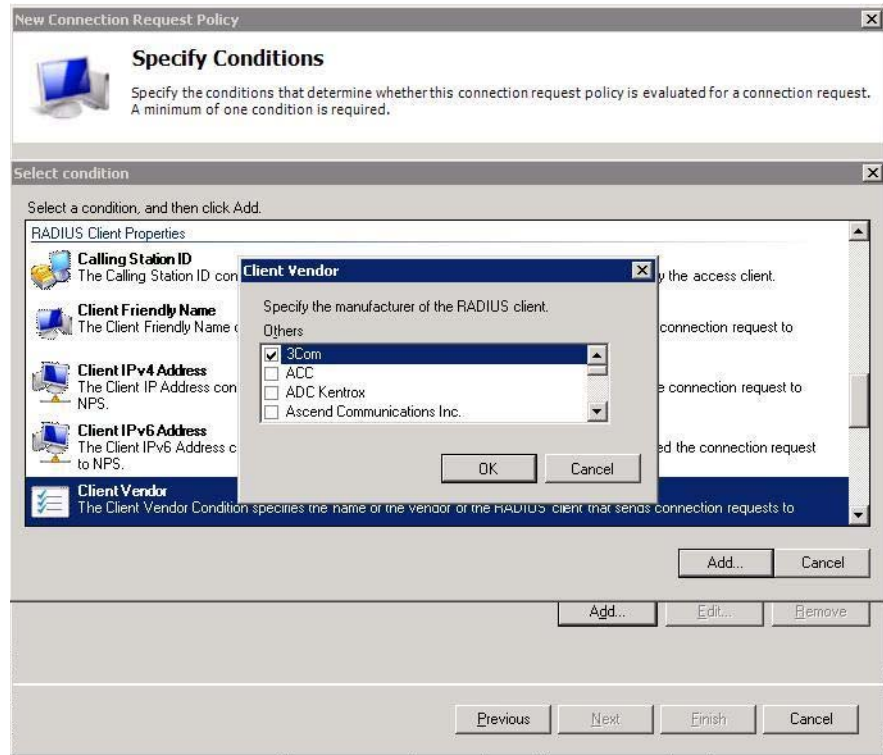 New Connection Request Policy
Specify Conditions
Specify the conditions that determine whether this connection request policy is evaluated for a connection request.
A minimum of one condition is required.
Select condition
Select a condition, and then click Add.
RADIUS Client Properties
Calling Station ID
The Calling Station ID con
y the access client.
Client Friendly Name
The Client Friendly Name
connection request to
Client IPv4 Address
The Client IP Address con
e connection request to
NPS.
Client IPv6 Address
The Client IPv6 Address c
ed the connection request
to NPS.
Client Vendor
The Client Vendor Condition specifies the name of the vendor of the RADIUS client that sends connection requests to
Client Vendor
Specify the manufacturer of the RADIUS client.
Others
3Com
ACC
ADC Kentrox
Ascend Communications Inc.
OK
Cancel
Add...
Cancel
Add...
Edit...
Remove
Previous
Next
Finish
Cancel